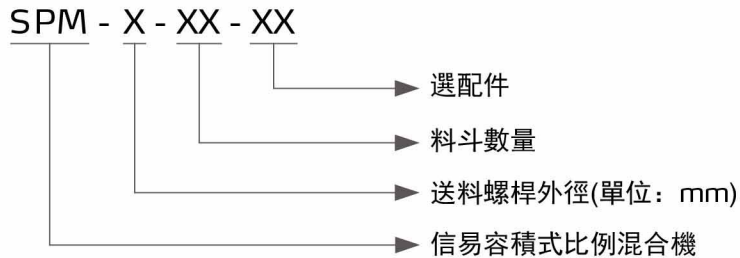 SPM - X - XX - XX
選配件
料斗數量
送料螺桿外徑(單位：mm)
信易容積式比例混合機